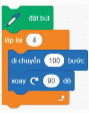 đặt bút
lặp lại 4
di chuyển 100 bước
xoay 90 độ